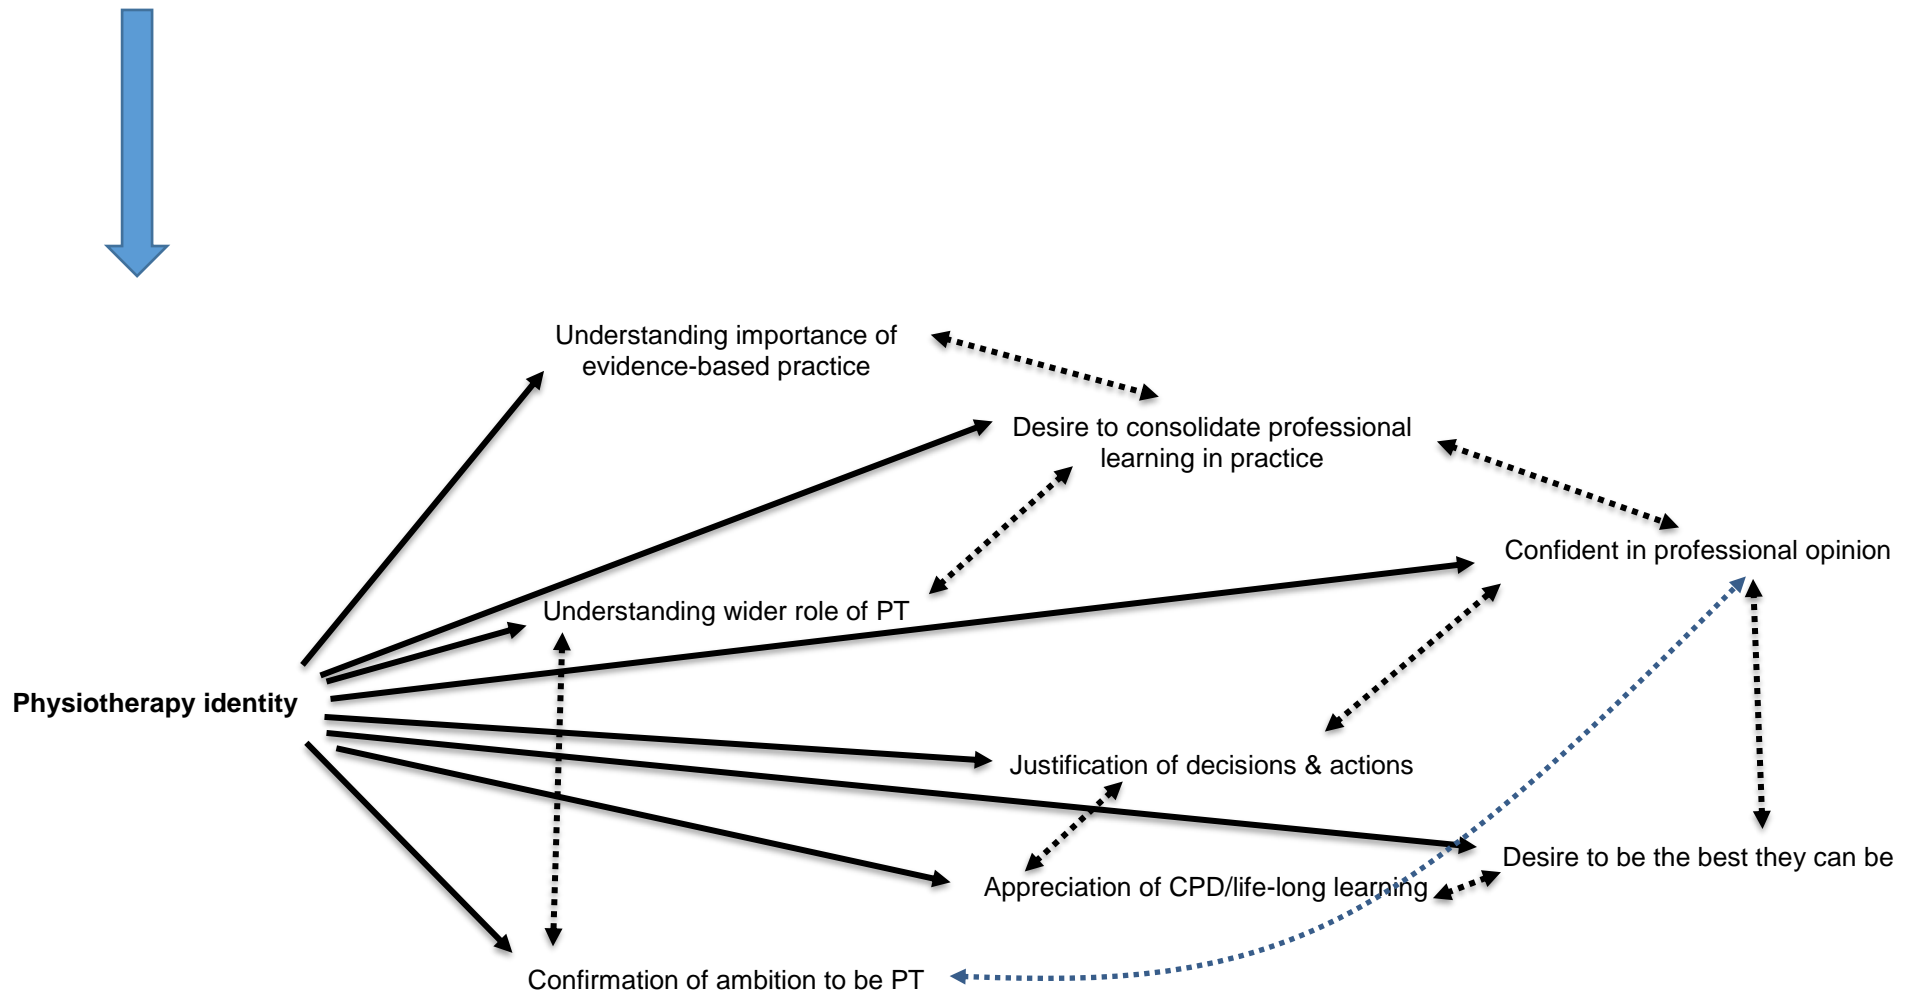 Understanding importance of
evidence-based practice
Desire to consolidate professional
learning in practice
Confident in professional opinion
Understanding wider role of PT
Physiotherapy identity
Justification of decisions & actions
Desire to be the best they can be
Appreciation of CPD/life-long learning
Confirmation of ambition to be PT